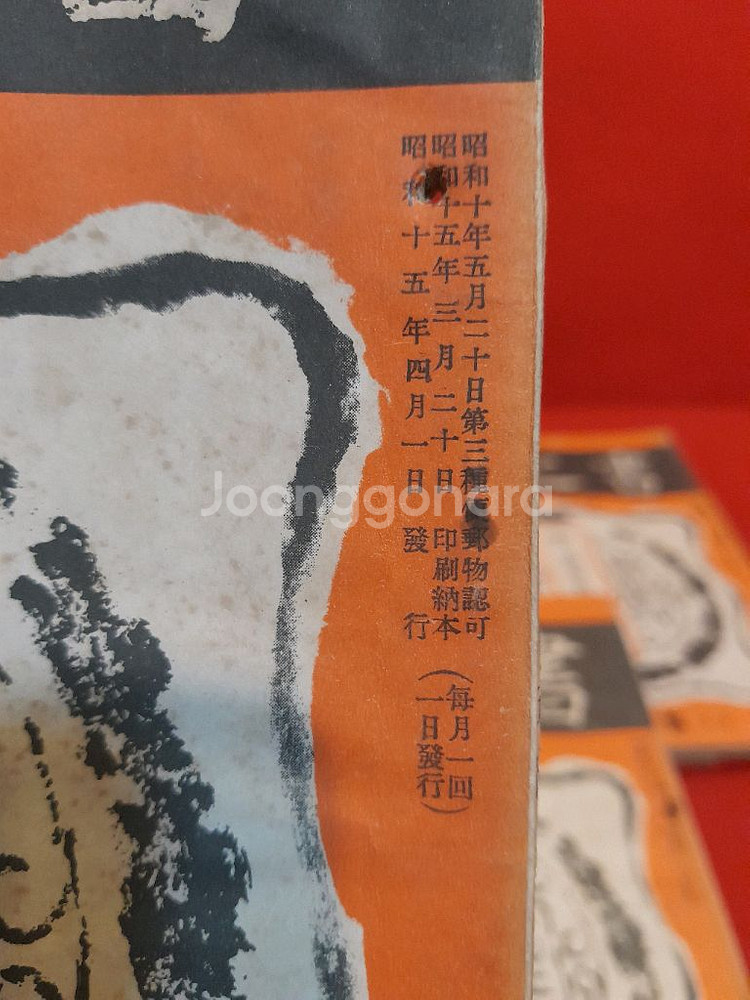 昭和十年五月二十日第三種郵物認可
昭和十五年三月二十日印刷納本
昭和十五年四月一日發行
(每月一回
一日發行)
Joonggonara